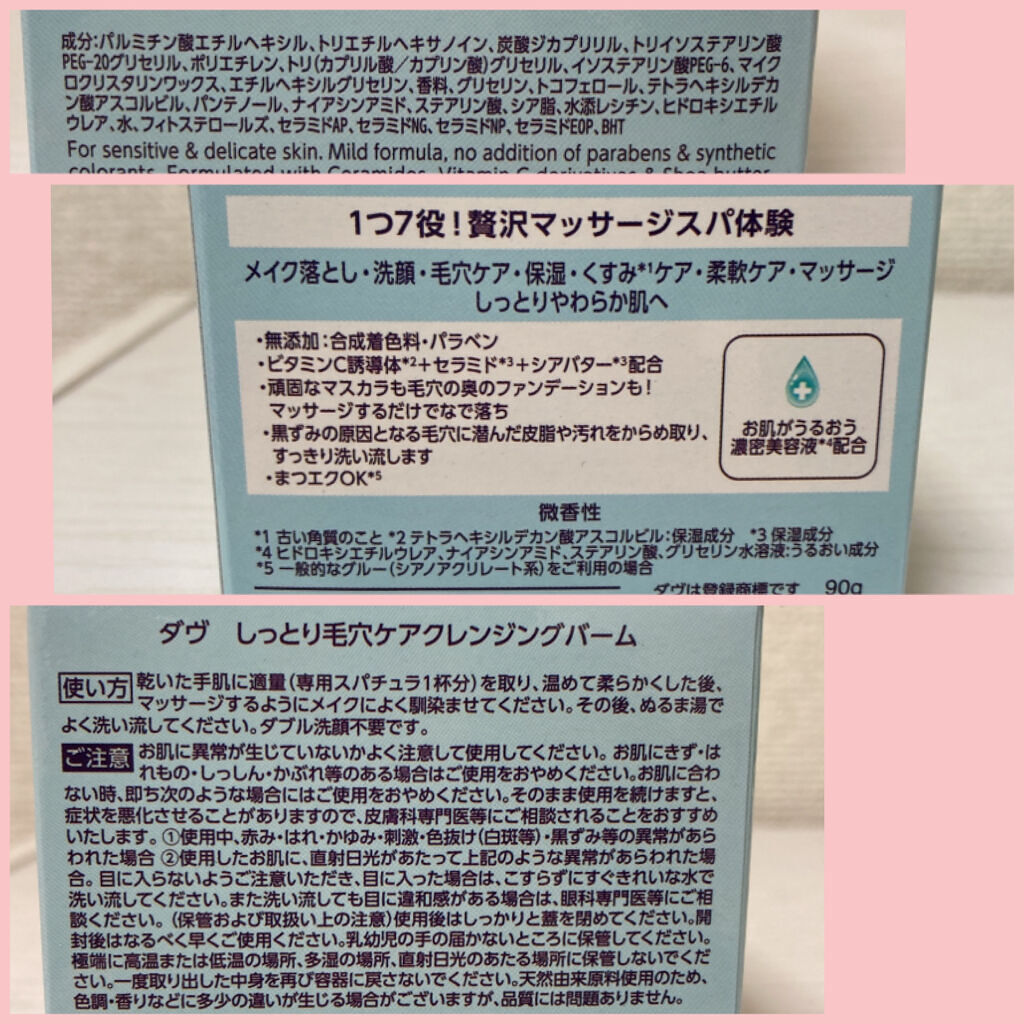 成分:パルミチン酸エチルヘキシル、トリエチルヘキサノイン、炭酸ジカプリリル、トリイソステアリン酸
PEG-20グリセリル、ポリエチレン、トリ(カプリル酸/カプリン酸)グリセリル、イソステアリン酸PEG-6、マイク
ロクリスタリンワックス、エチルヘキシルグリセリン、香料、グリセリン、トコフェロール、テトラヘキシルデカ
ン酸アスコルビル、パンテノール、ナイアシンアミド、ステアリン酸、シア脂、水添レシチン、ヒドロキシエチル
ウレア、水、フィトステロールズ、セラミドAP、セラミドNG、セラミドNP、セラミドEOP、BHT
For sensitive & delicate skin. Mild formula, no addition of parabens & synthetic
colorants. Formulated with Ceramides, Vitamin C derivatives & Shea butter
1つ7役!贅沢マッサージスパ体験
メイク落とし・洗顔・毛穴ケア・保湿・くすみ*1ケア・柔軟ケア・マッサージ
しっとりやわらか肌へ
・無添加:合成着色料・パラベン
・ビタミンC誘導体*2+セラミド*3+シアバター*3配合
・頑固なマスカラも毛穴の奥のファンデーションも!
マッサージするだけでなで落ち
・黒ずみの原因となる毛穴に潜んだ皮脂や汚れをからめ取り、
すっきり洗い流します
・まつエクOK*5
お肌がうるおう
濃密美容液*4配合
微香性
*1 古い角質のこと *2 テトラヘキシルデカン酸アスコルビル:保湿成分 *3 保湿成分
*4 ヒドロキシエチルウレア、ナイアシンアミド、ステアリン酸、グリセリン水溶液:うるおい成分
*5 一般的なグルー(シアノアクリレート系)をご利用の場合
ダヴは登録商標です 90g
ダヴ しっとり毛穴ケアクレンジングバーム
使い方 乾いた手肌に適量(専用スパチュラ1杯分)を取り、温めて柔らかくした後、
マッサージするようにメイクによく馴染ませてください。その後、ぬるま湯で
よく洗い流してください。ダブル洗顔不要です。
ご注意 お肌に異常が生じていないかよく注意して使用してください。お肌にきず・は
れもの・しっしん・かぶれ等のある場合はご使用をおやめください。お肌に合わ
ない時、即ち次のような場合にはご使用をおやめください。そのまま使用を続けますと、
症状を悪化させることがありますので、皮膚科専門医等にご相談されることをおすすめ
いたします。①使用中、赤み・はれ・かゆみ・刺激・色抜け(白斑等)・黒ずみ等の異常があら
われた場合 ②使用したお肌に、直射日光があたって上記のような異常があらわれた場
合。目に入らないようご注意いただき、目に入った場合は、こすらずにすぐきれいな水で
洗い流してください。また洗い流しても目に違和感がある場合は、眼科専門医等にご相
談ください。(保管および取扱い上の注意)使用後はしっかりと蓋を閉めてください。開
封後はなるべく早くご使用ください。乳幼児の手の届かないところに保管してください。
極端に高温または低温の場所、多湿の場所、直射日光のあたる場所に保管しないでくだ
さい。一度取り出した中身を再び容器に戻さないでください。天然由来原料使用のため、
色調・香りなどに多少の違いが生じる場合がございますが、品質には問題ありません。